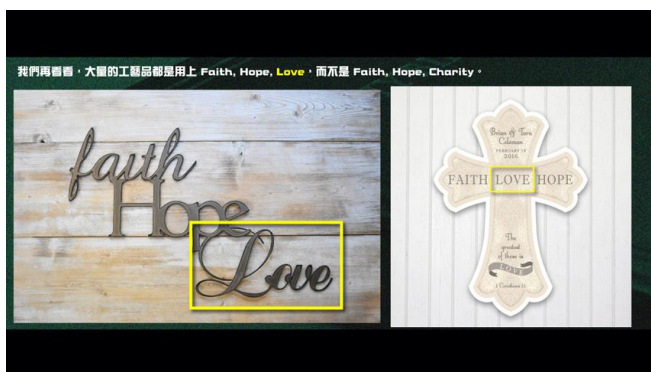 我們再看看，大量的工藝品都是用上 Faith, Hope, Love，而不是 Faith, Hope, Charity。
faith
Hope
Love
Brian & Tara
Coleman
FEBRUARY 19
2016
FAITH LOVE HOPE
The
greatest
of these is
LOVE
1 Corinthians 13